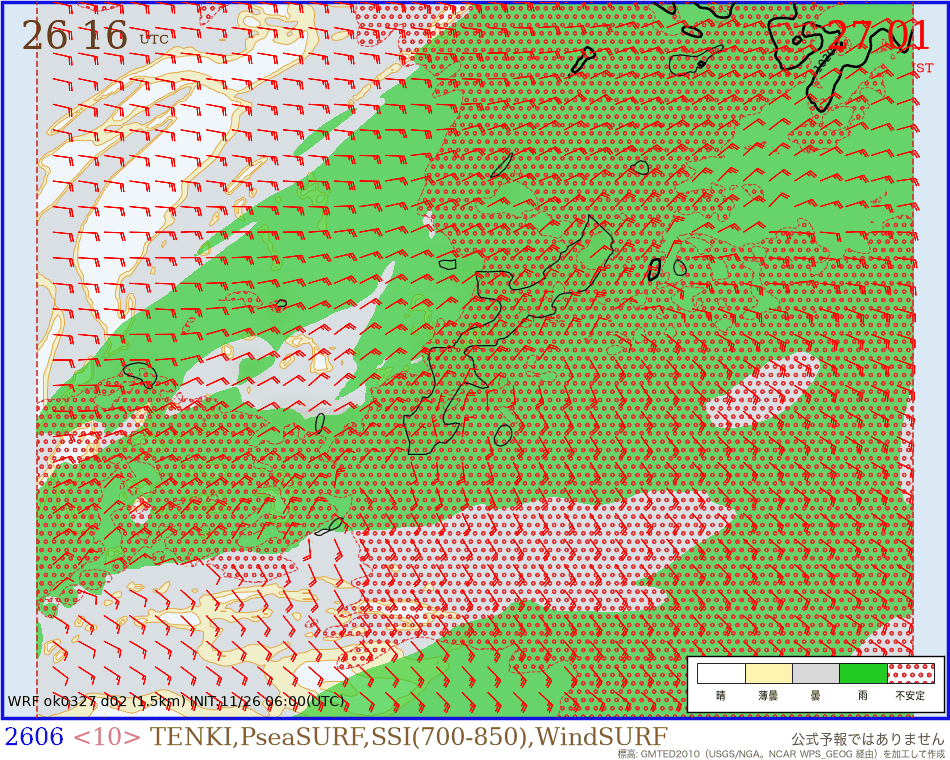 26 16 UTC
27 01
ST
WRF ok0327 d02 (1.5km) INIT:11/26 06:00(UTC)
晴 薄曇 曇 雨 不安定
2606 <10> TENKI,PseaSURF,SSI(700-850),WindSURF
公式予報ではありません
標高: GMTED2010（USGS/NGA。NCAR WPS_GEOG 経由）を加工して作成